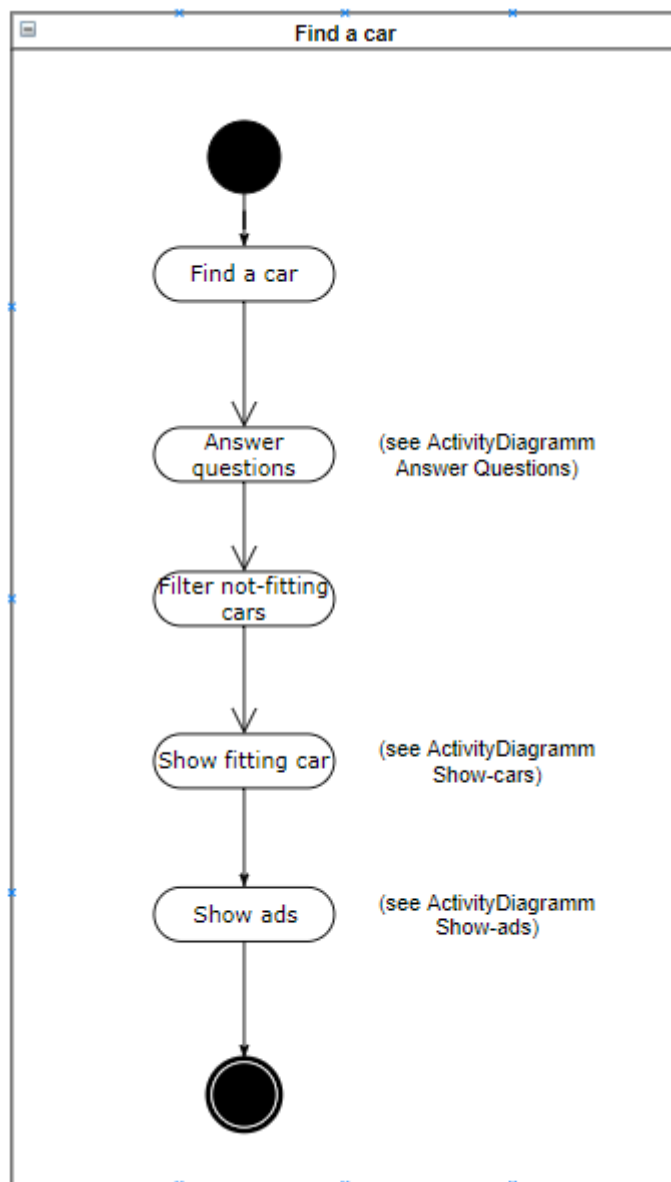 Find a car
Find a car
Answer
questions
(see ActivityDiagramm
Answer Questions)
Filter not-fitting
cars
Show fitting car
(see ActivityDiagramm
Show-cars)
Show ads
(see ActivityDiagramm
Show-ads)